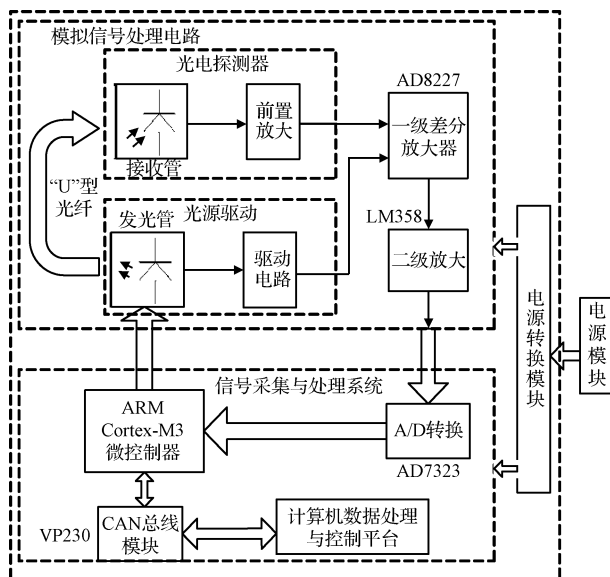 模拟信号处理电路
光电探测器
接收管
前置
放大
AD8227
一级差分
放大器
“U”型
光纤
发光管
光源驱动
驱动
电路
LM358
二级放大
电源转换模块
电源模块
信号采集与处理系统
ARM
Cortex-M3
微控制器
A/D转换
AD7323
VP230
CAN总线
模块
计算机数据处理
与控制平台